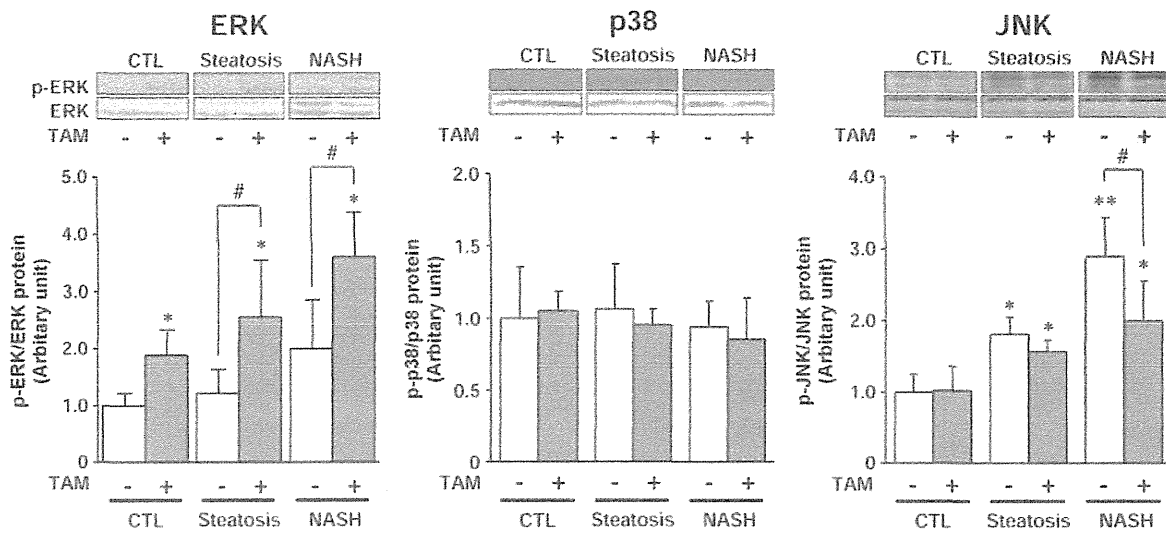 ERK
CTL Steatosis NASH
p-ERK
ERK
TAM - + - + - +
p-ERK/ERK protein
(Arbitary unit)
5.0
4.0
3.0
2.0
1.0
0
# #
* * *
TAM - + - + - +
CTL Steatosis NASH
p38
CTL Steatosis NASH
TAM - + - + - +
p-p38/p38 protein
(Arbitary unit)
2.0
1.5
1.0
0.5
0
TAM - + - + - +
CTL Steatosis NASH
JNK
CTL Steatosis NASH
TAM - + - + - +
p-JNK/JNK protein
(Arbitary unit)
4.0
3.0
2.0
1.0
0
#
* * ** *
TAM - + - + - +
CTL Steatosis NASH